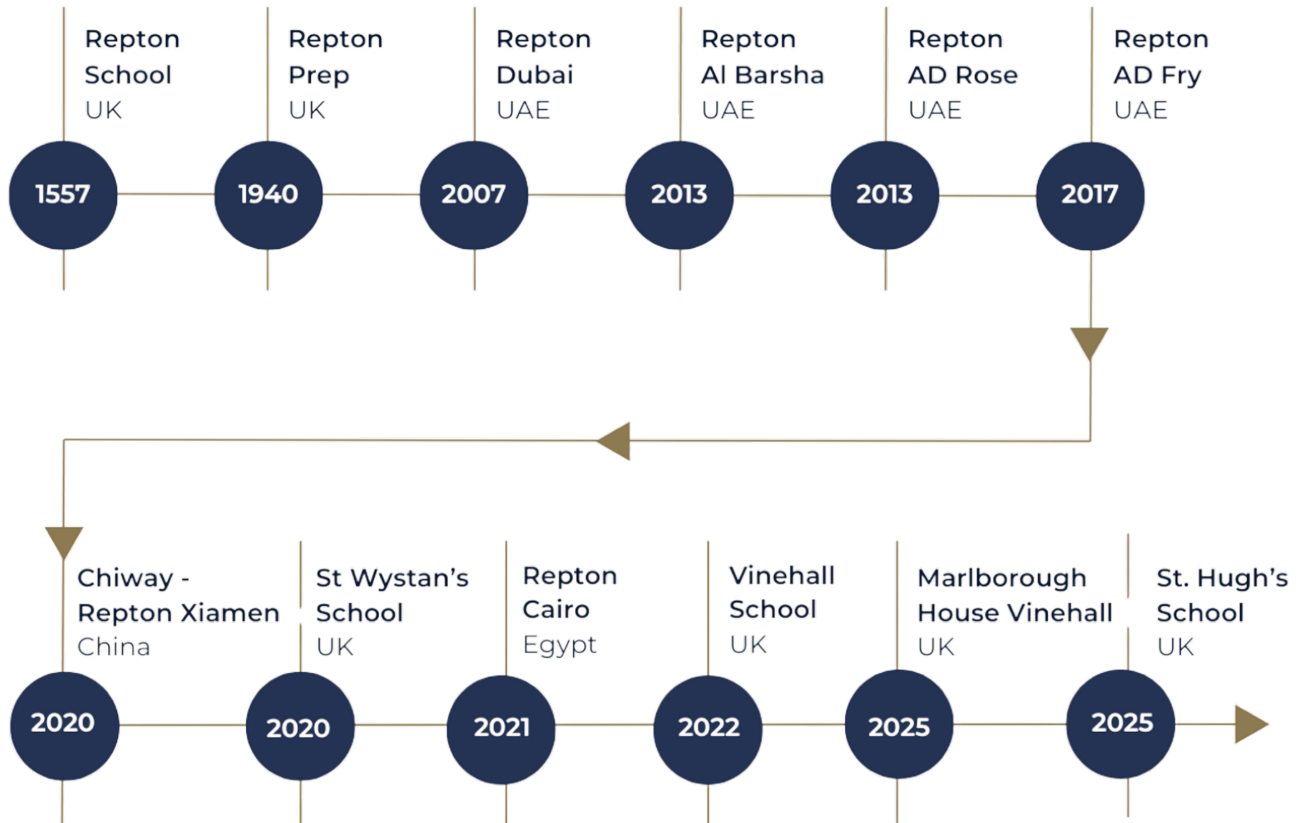 Repton
School
UK
1557
Repton
Prep
UK
1940
Repton
Dubai
UAE
2007
Repton
Al Barsha
UAE
2013
Repton
AD Rose
UAE
2013
Repton
AD Fry
UAE
2017
Chiway -
Repton Xiamen
China
2020
St Wystan’s
School
UK
2020
Repton
Cairo
Egypt
2021
Vinehall
School
UK
2022
Marlborough
House Vinehall
UK
2025
St. Hugh’s
School
UK
2025